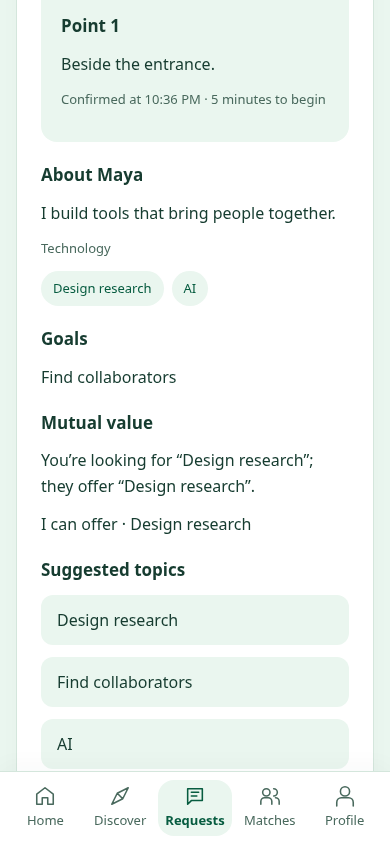 Point 1
Beside the entrance.
Confirmed at 10:36 PM · 5 minutes to begin
About Maya
I build tools that bring people together.
Technology
Design research
AI
Goals
Find collaborators
Mutual value
You’re looking for “Design research”;
they offer “Design research”.
I can offer · Design research
Suggested topics
Design research
Find collaborators
AI
Home
Discover
Requests
Matches
Profile